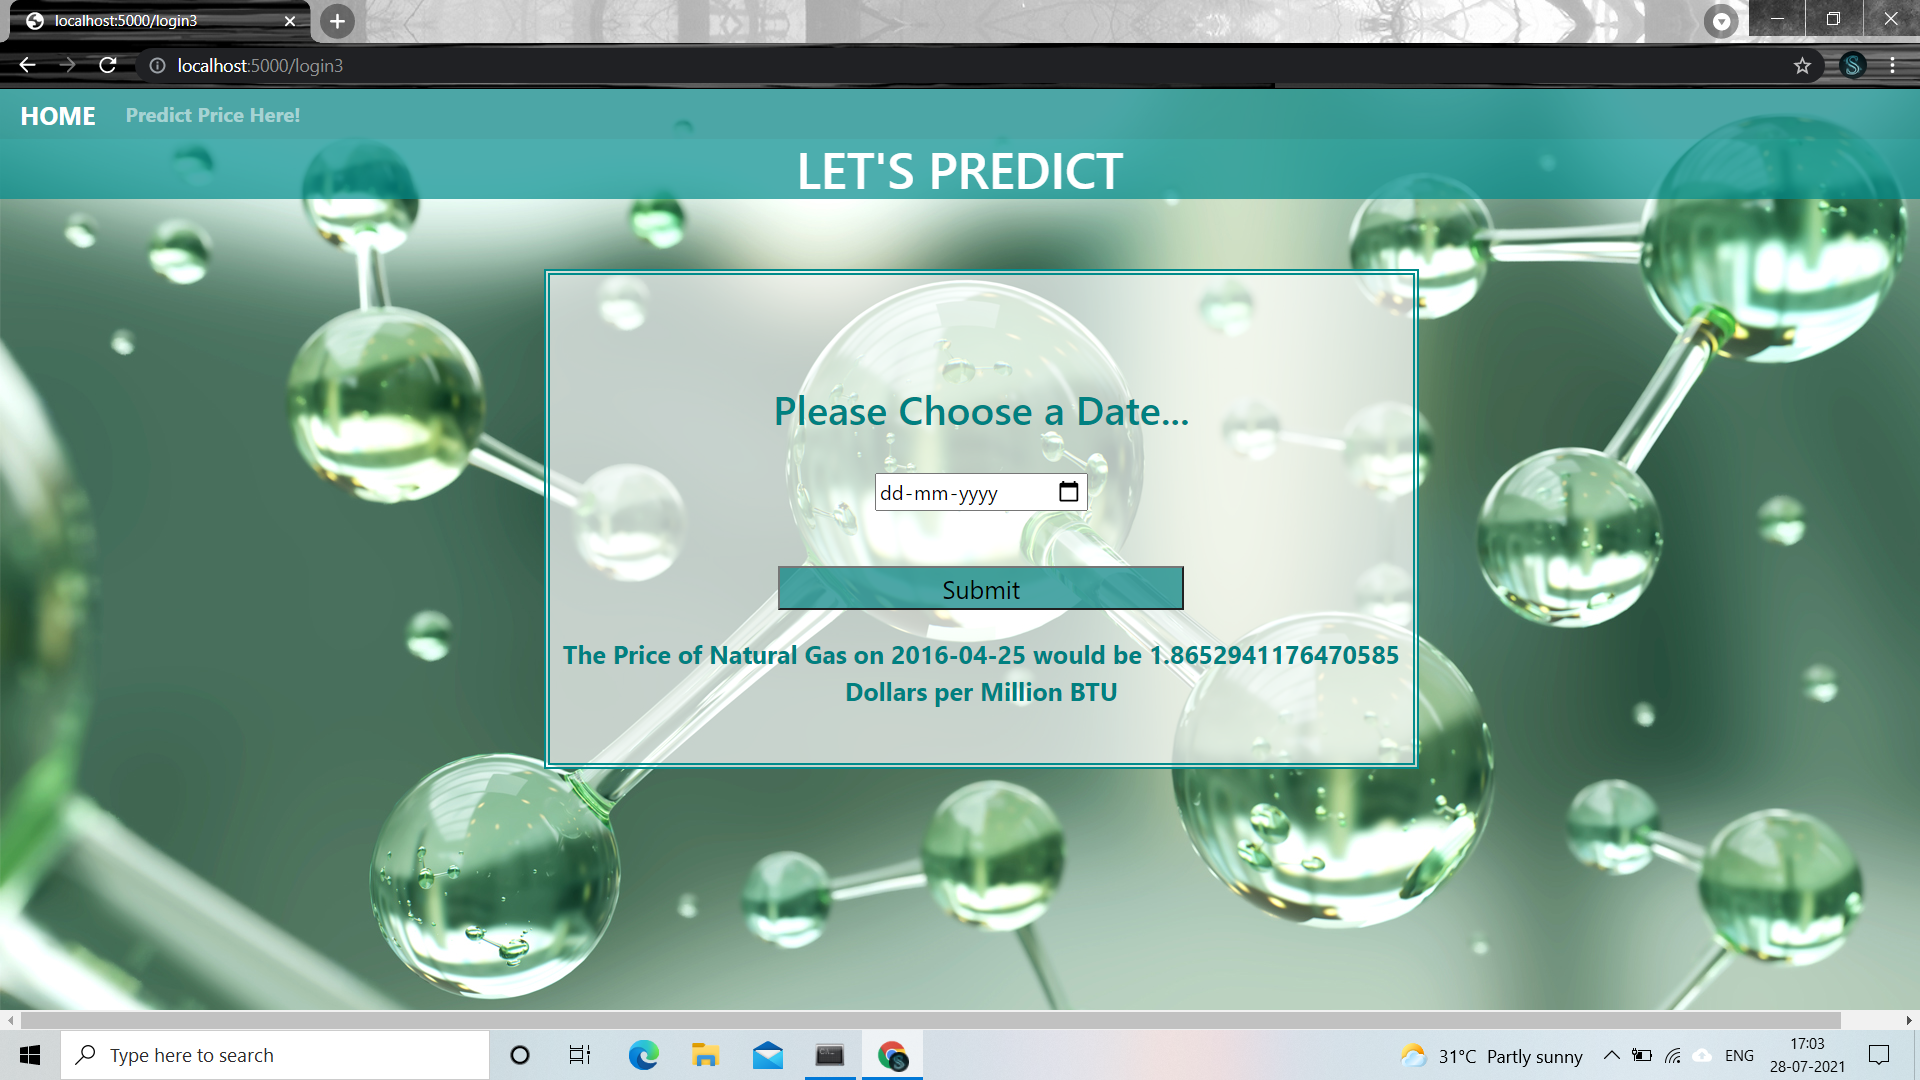 localhost:5000/login3
localhost:5000/login3
HOME Predict Price Here!
LET'S PREDICT
Please Choose a Date...
dd-mm-yyyy
Submit
The Price of Natural Gas on 2016-04-25 would be 1.8652941176470585
Dollars per Million BTU
Type here to search
31°C Partly sunny
ENG
17:03
28-07-2021